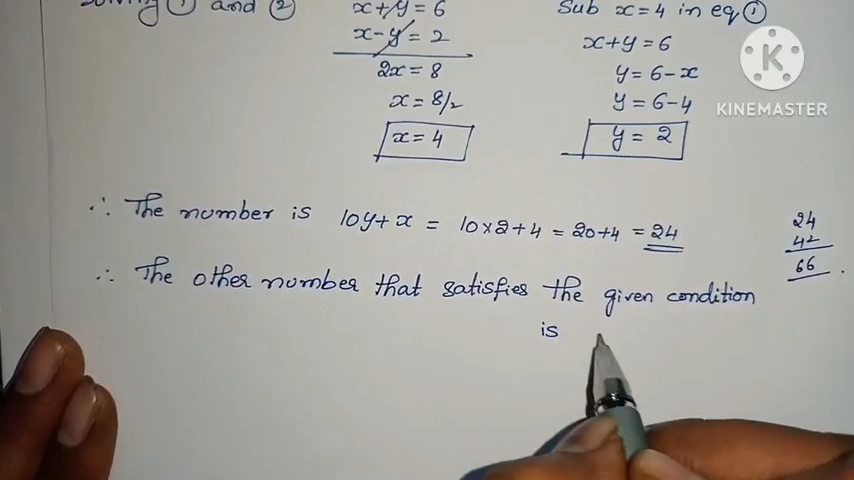 Solving ① and ②
x+y=6
x-y=2
2x=8
x=8/2
x=4
Sub x=4 in eq①
x+y=6
y=6-x
y=6-4
y=2
K
KINEMASTER
∴ The number is 10y+x = 10×2+4 = 20+4 = 24
∴ The other number that satisfies the given condition
is
24
42
66